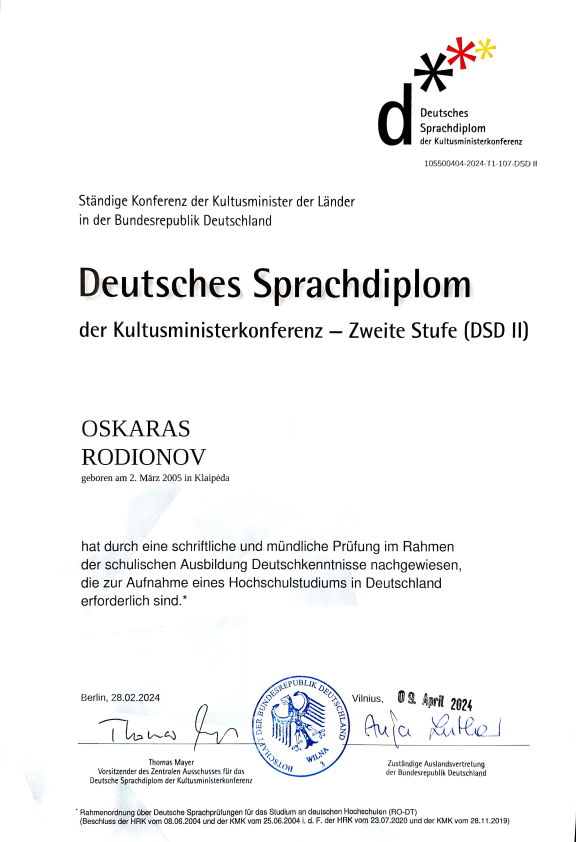 d
Deutsches
Sprachdiplom
der Kultusministerkonferenz
105500404-2024-T1-107-DSD II
Ständige Konferenz der Kultusminister der Länder
in der Bundesrepublik Deutschland
Deutsches Sprachdiplom
der Kultusministerkonferenz – Zweite Stufe (DSD II)
OSKARAS
RODIONOV
geboren am 2. März 2005 in Klaipėda
hat durch eine schriftliche und mündliche Prüfung im Rahmen
der schulischen Ausbildung Deutschkenntnisse nachgewiesen,
die zur Aufnahme eines Hochschulstudiums in Deutschland
erforderlich sind.*
Berlin, 28.02.2024
Thomas
BOTSCHAFT DER BUNDESREPUBLIK DEUTSCHLAND
WILNA
3
Vilnius, 09. April 2024
Anja
Thomas Mayer
Vorsitzender des Zentralen Ausschusses für das
Deutsche Sprachdiplom der Kultusministerkonferenz
Zuständige Auslandsvertretung
der Bundesrepublik Deutschland
* Rahmenordnung über Deutsche Sprachprüfungen für das Studium an deutschen Hochschulen (RO-DT)
(Beschluss der HRK vom 08.06.2004 und der KMK vom 25.06.2004 i. d. F. der HRK vom 23.07.2020 und der KMK vom 28.11.2019)